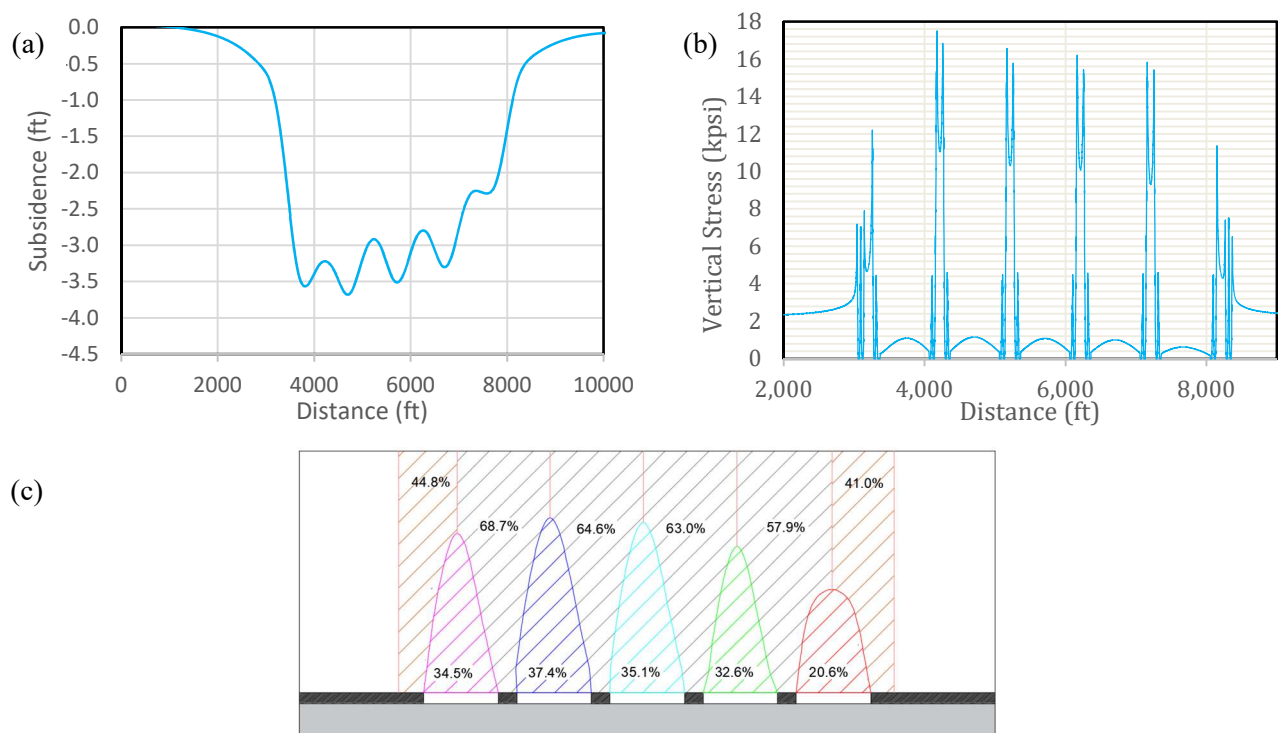 (a)
0.0
-0.5
-1.0
-1.5
-2.0
-2.5
-3.0
-3.5
-4.0
-4.5
Subsidence (ft)
0 2000 4000 6000 8000 10000
Distance (ft)
(b)
18
16
14
12
10
8
6
4
2
0
Vertical Stress (kpsi)
2,000 4,000 6,000 8,000
Distance (ft)
(c)
44.8% 41.0%
68.7% 64.6% 63.0% 57.9%
34.5% 37.4% 35.1% 32.6% 20.6%